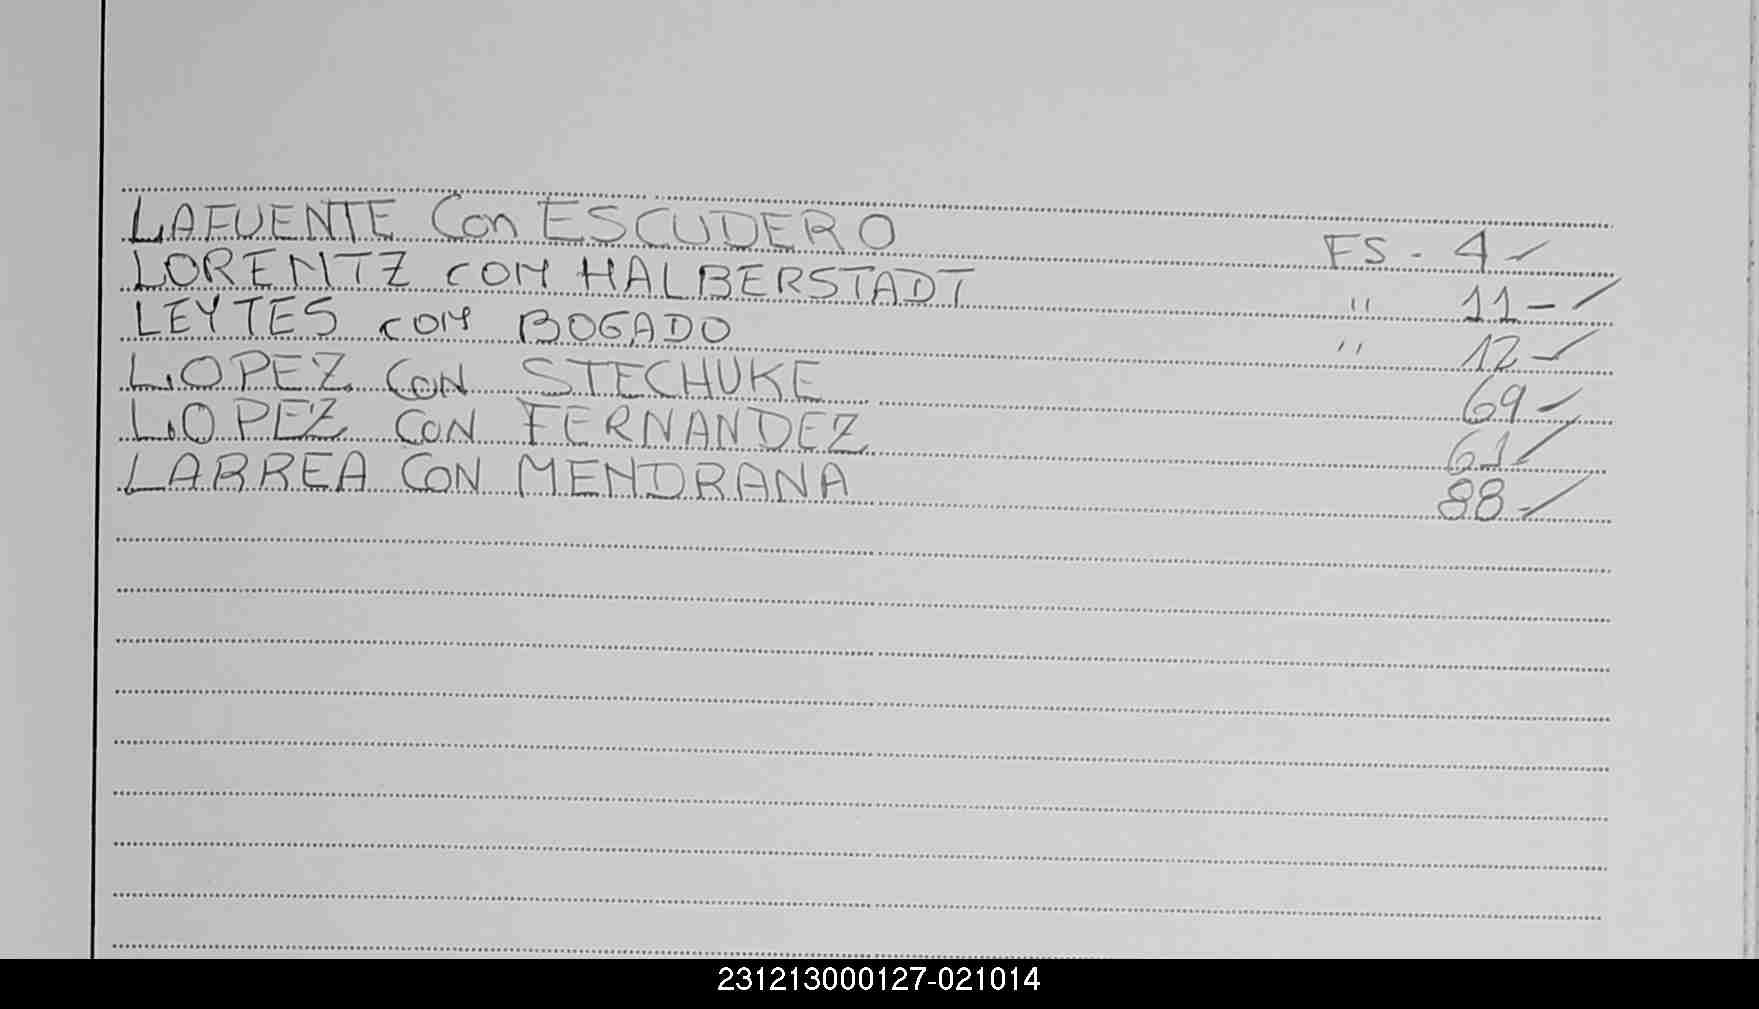 LAFUENTE Con ESCUDERO FS - 4 -
LORENTZ CON HALBERSTADT " 11 -
LEYTES CON BOGADO " 12 -
LOPEZ CON STECHUKE 69 -
LOPEZ CON FERNANDEZ 61 -
LARREA CON MENDRANA 88 -
231213000127-021014